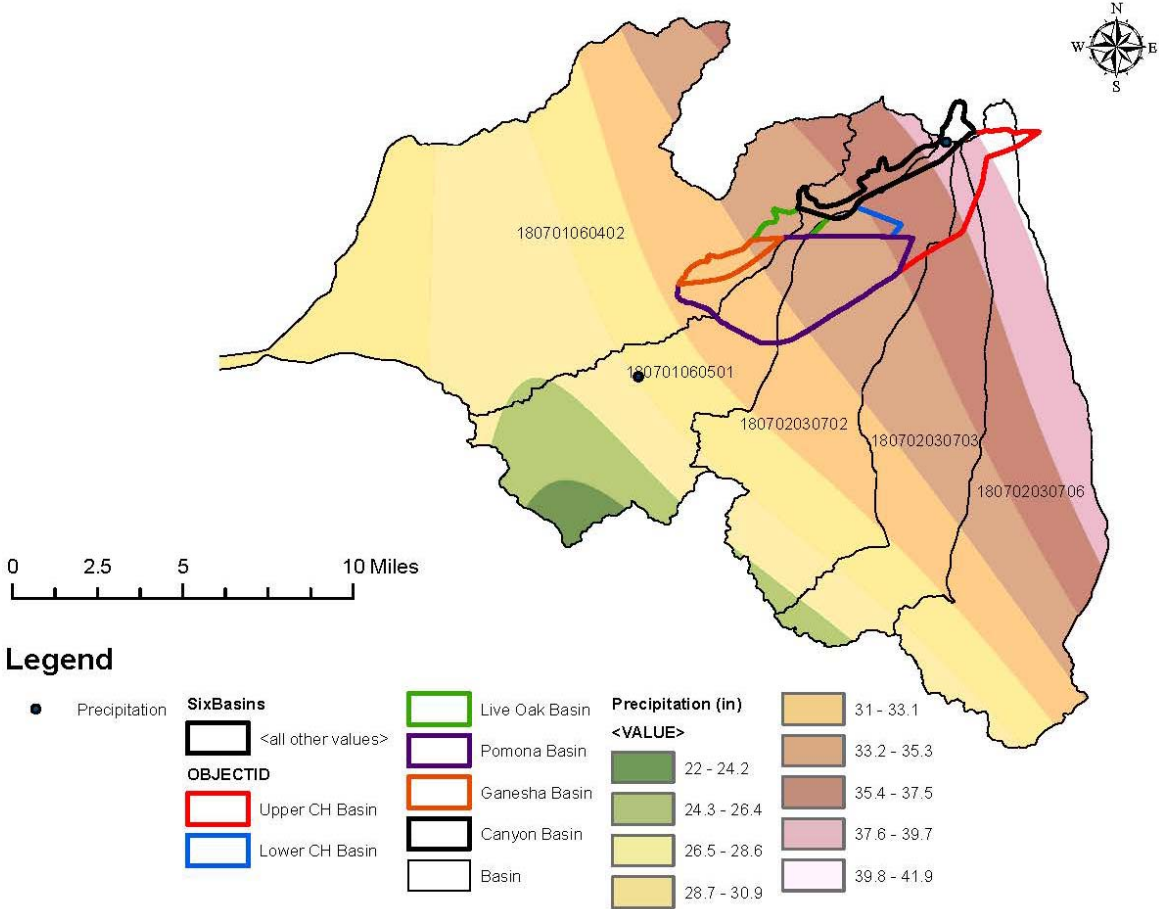 N
W E
S
180701060402
180701060501
180702030702
180702030703
180702030706
0 2.5 5 10 Miles
Legend
Precipitation
SixBasins
<all other values>
OBJECTID
Upper CH Basin
Lower CH Basin
Live Oak Basin
Pomona Basin
Ganesha Basin
Canyon Basin
Basin
Precipitation (in)
<VALUE>
22 - 24.2
24.3 - 26.4
26.5 - 28.6
28.7 - 30.9
31 - 33.1
33.2 - 35.3
35.4 - 37.5
37.6 - 39.7
39.8 - 41.9